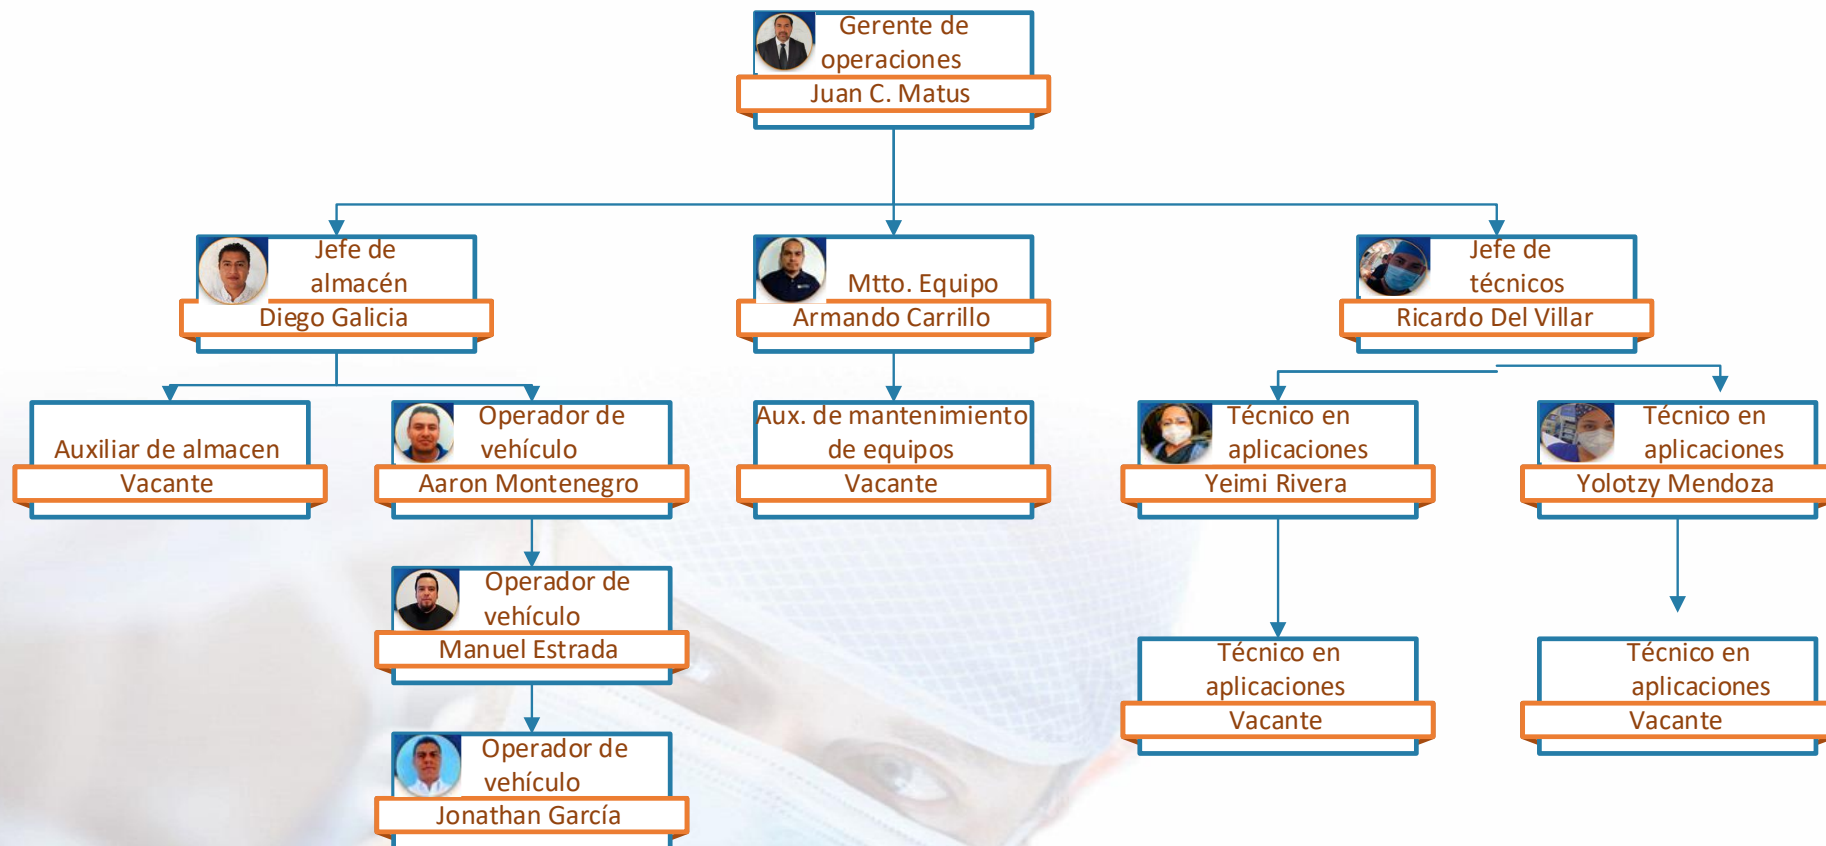 Gerente de
operaciones
Juan C. Matus
Jefe de
almacén
Diego Galicia
Mtto. Equipo
Armando Carrillo
Jefe de
técnicos
Ricardo Del Villar
Auxiliar de almacen
Vacante
Operador de
vehículo
Aaron Montenegro
Aux. de mantenimiento
de equipos
Vacante
Técnico en
aplicaciones
Yeimi Rivera
Técnico en
aplicaciones
Yolotzy Mendoza
Operador de
vehículo
Manuel Estrada
Técnico en
aplicaciones
Vacante
Técnico en
aplicaciones
Vacante
Operador de
vehículo
Jonathan García